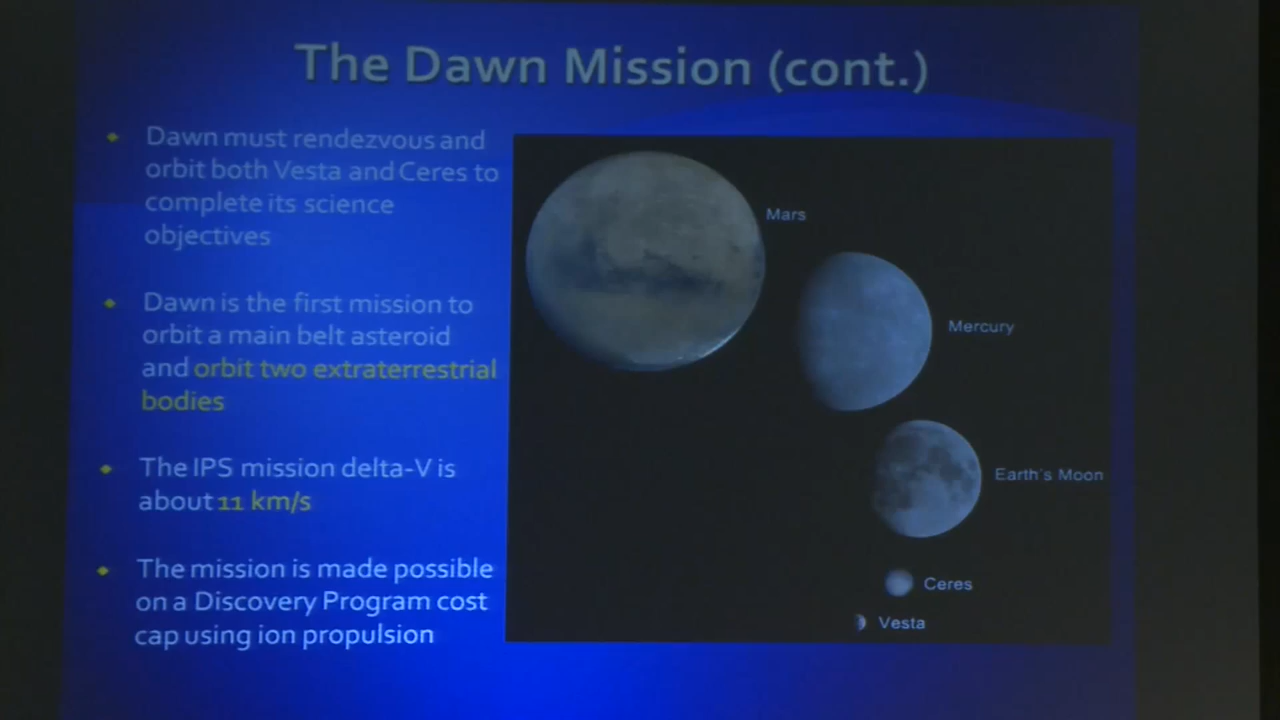 The Dawn Mission (cont.)
Dawn must rendezvous and
orbit both Vesta and Ceres to
complete its science
objectives
Dawn is the first mission to
orbit a main belt asteroid
and orbit two extraterrestrial
bodies
The IPS mission delta-V is
about 11 km/s
The mission is made possible
on a Discovery Program cost
cap using ion propulsion
Mars
Mercury
Earth's Moon
Ceres
Vesta